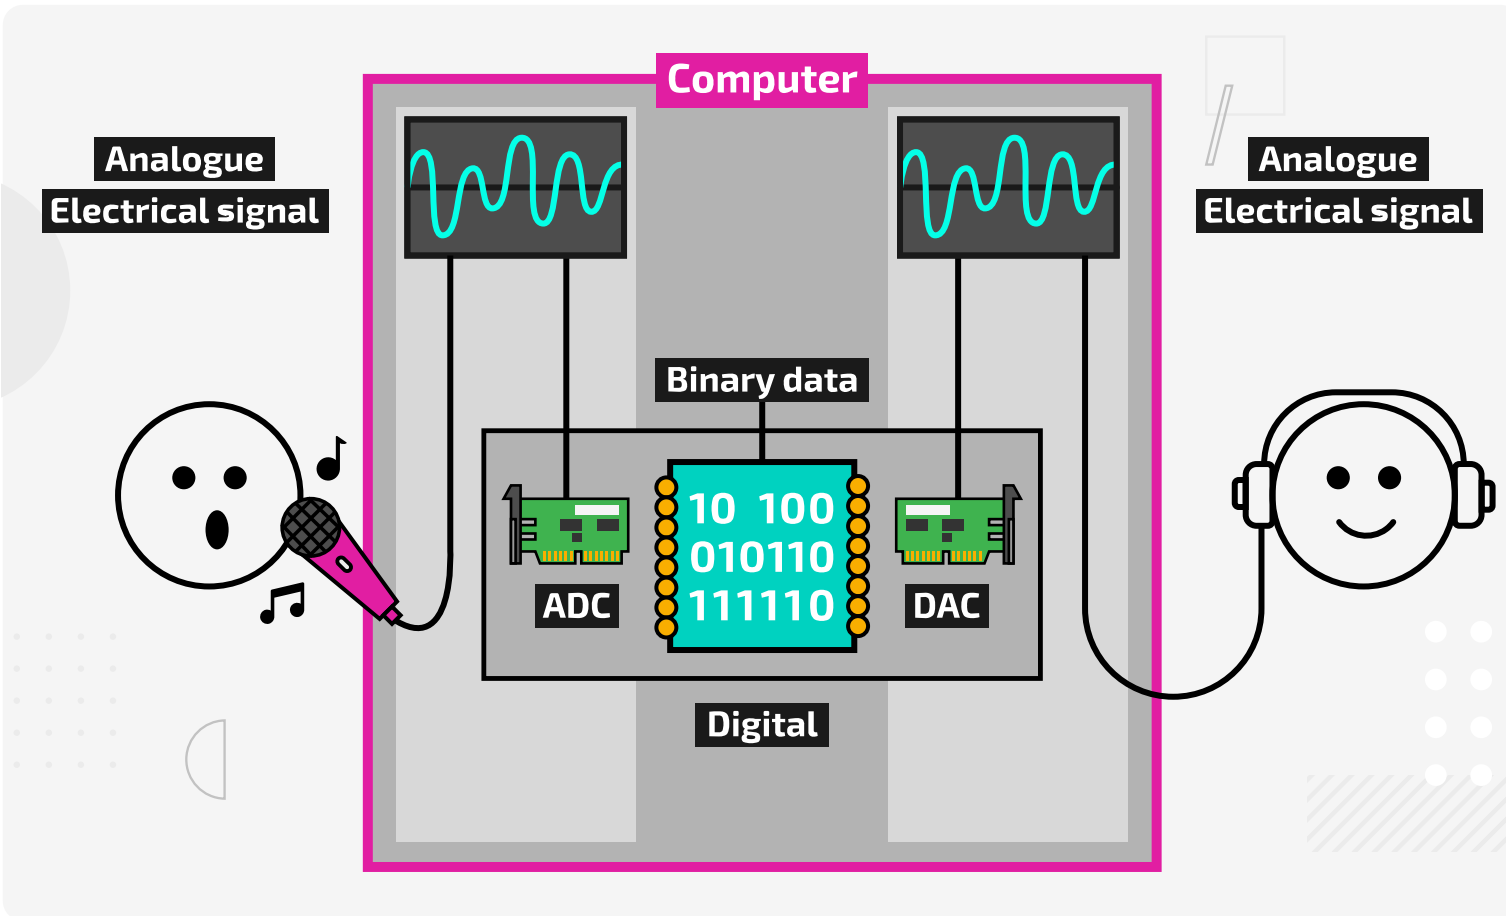 Computer
Analogue
Electrical signal
Analogue
Electrical signal
Binary data
10 100
010110
111110
ADC
DAC
Digital